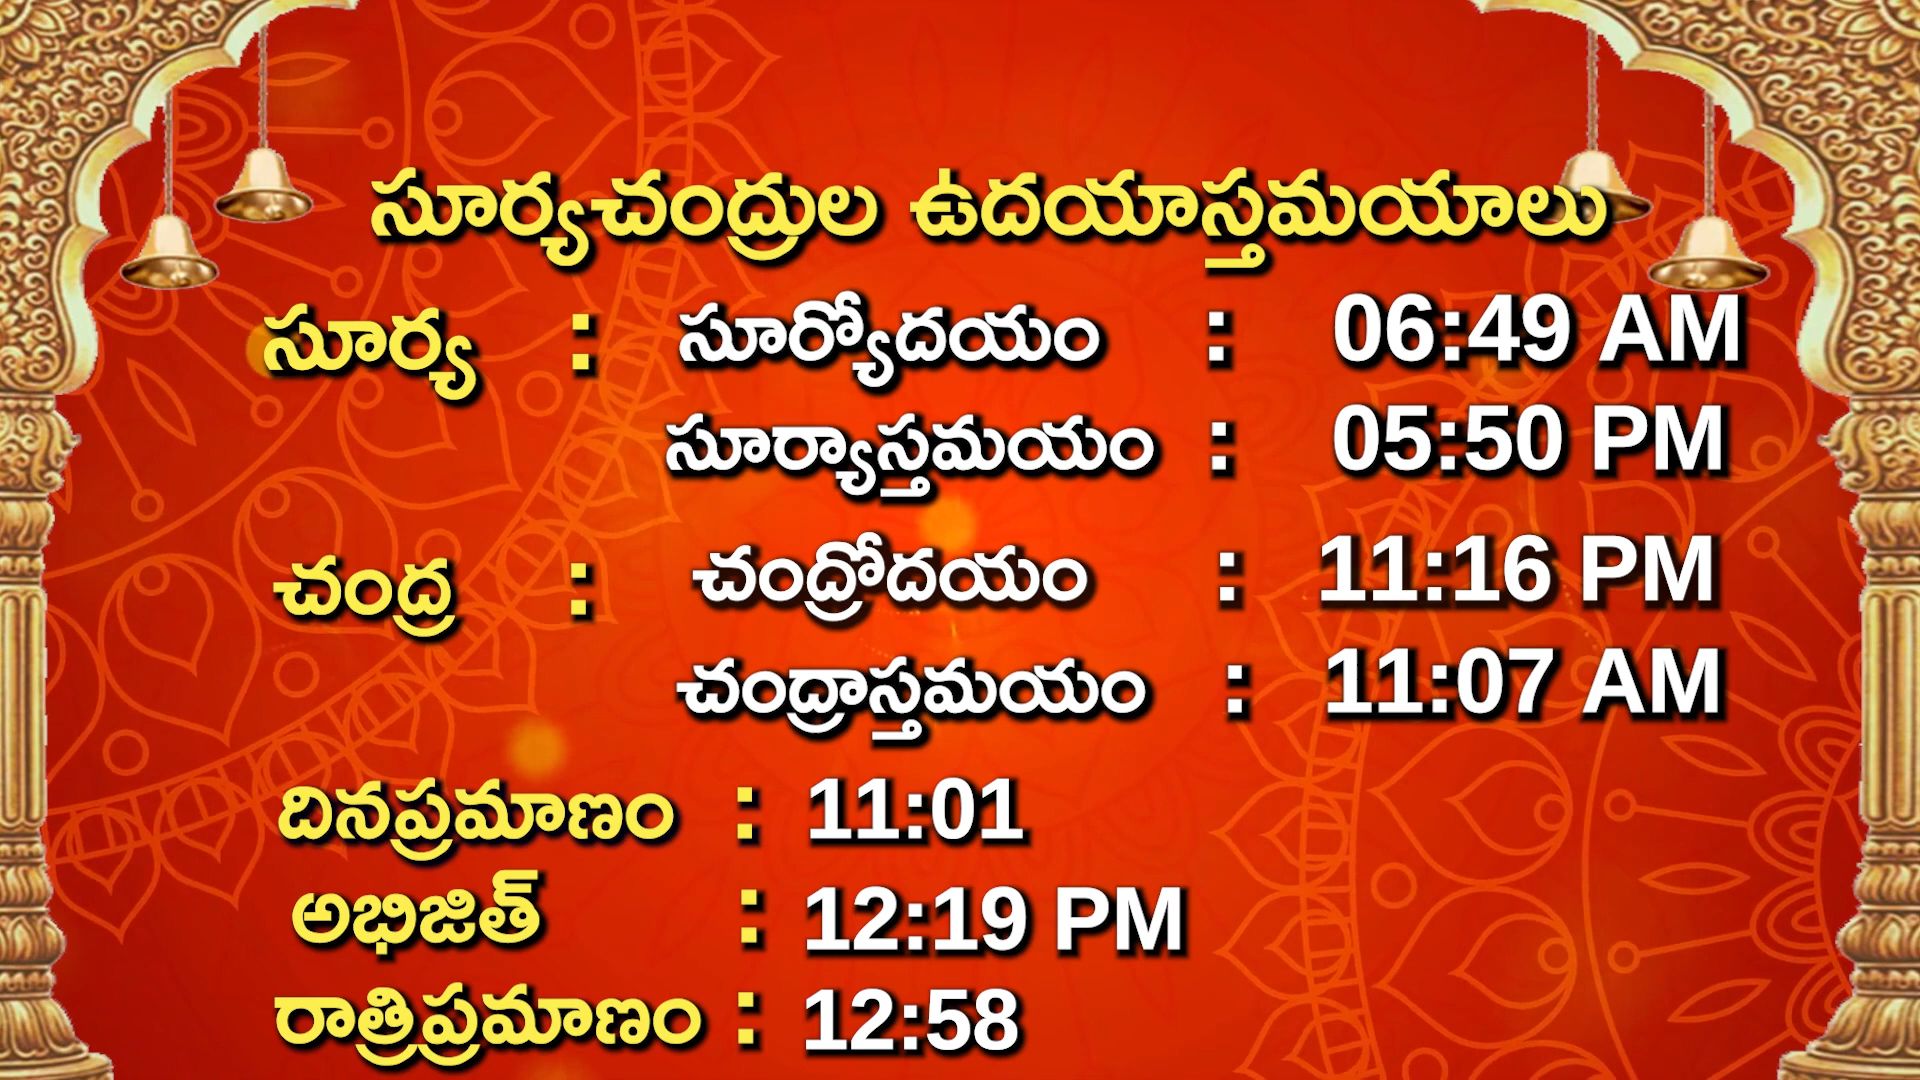 సూర్యచంద్రుల ఉదయాస్తమయాలు
సూర్య : సూర్యోదయం : 06:49 AM
సూర్యాస్తమయం : 05:50 PM
చంద్ర : చంద్రోదయం : 11:16 PM
చంద్రాస్తమయం : 11:07 AM
దినప్రమాణం : 11:01
అభిజిత్ : 12:19 PM
రాత్రిప్రమాణం : 12:58